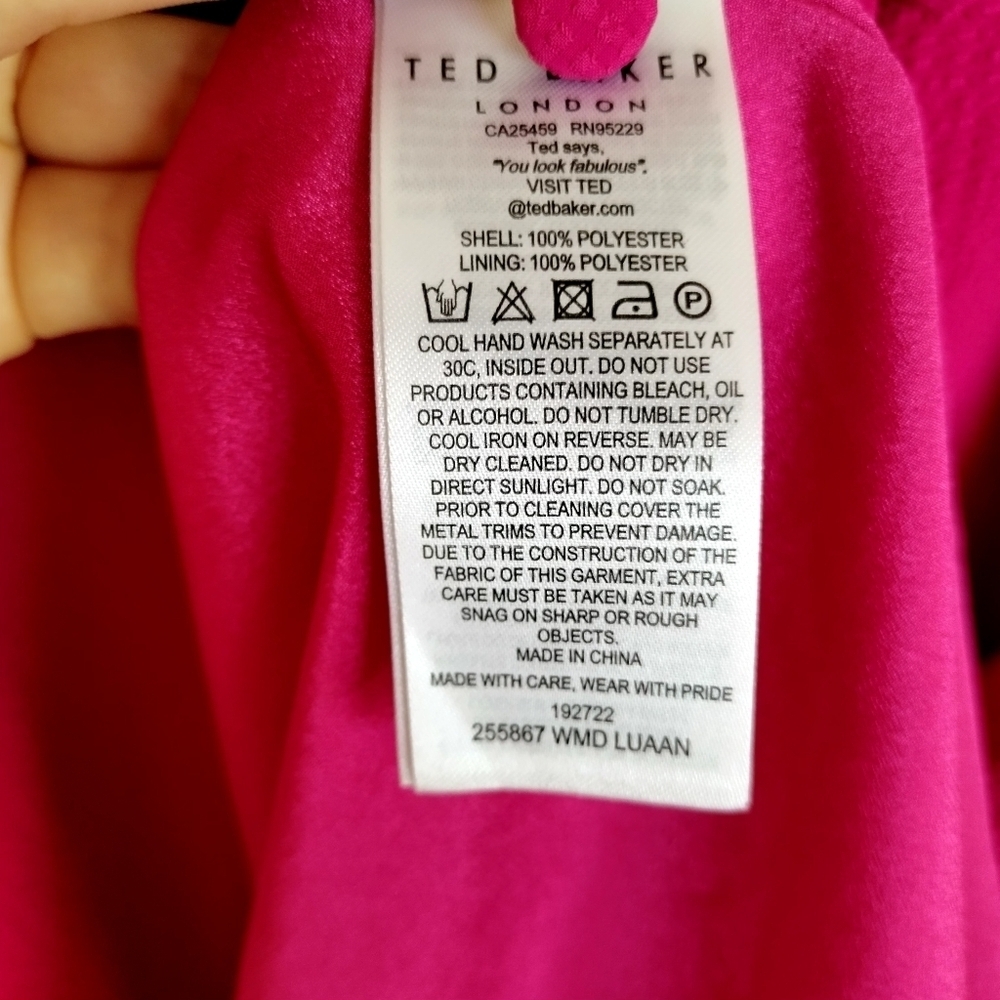 TED BAKER
LONDON
CA25459 RN95229
Ted says,
"You look fabulous".
VISIT TED
@tedbaker.com
SHELL: 100% POLYESTER
LINING: 100% POLYESTER
P
COOL HAND WASH SEPARATELY AT
30C, INSIDE OUT. DO NOT USE
PRODUCTS CONTAINING BLEACH, OIL
OR ALCOHOL. DO NOT TUMBLE DRY.
COOL IRON ON REVERSE. MAY BE
DRY CLEANED. DO NOT DRY IN
DIRECT SUNLIGHT. DO NOT SOAK.
PRIOR TO CLEANING COVER THE
METAL TRIMS TO PREVENT DAMAGE.
DUE TO THE CONSTRUCTION OF THE
FABRIC OF THIS GARMENT, EXTRA
CARE MUST BE TAKEN AS IT MAY
SNAG ON SHARP OR ROUGH
OBJECTS.
MADE IN CHINA
MADE WITH CARE, WEAR WITH PRIDE
192722
255867 WMD LUAAN